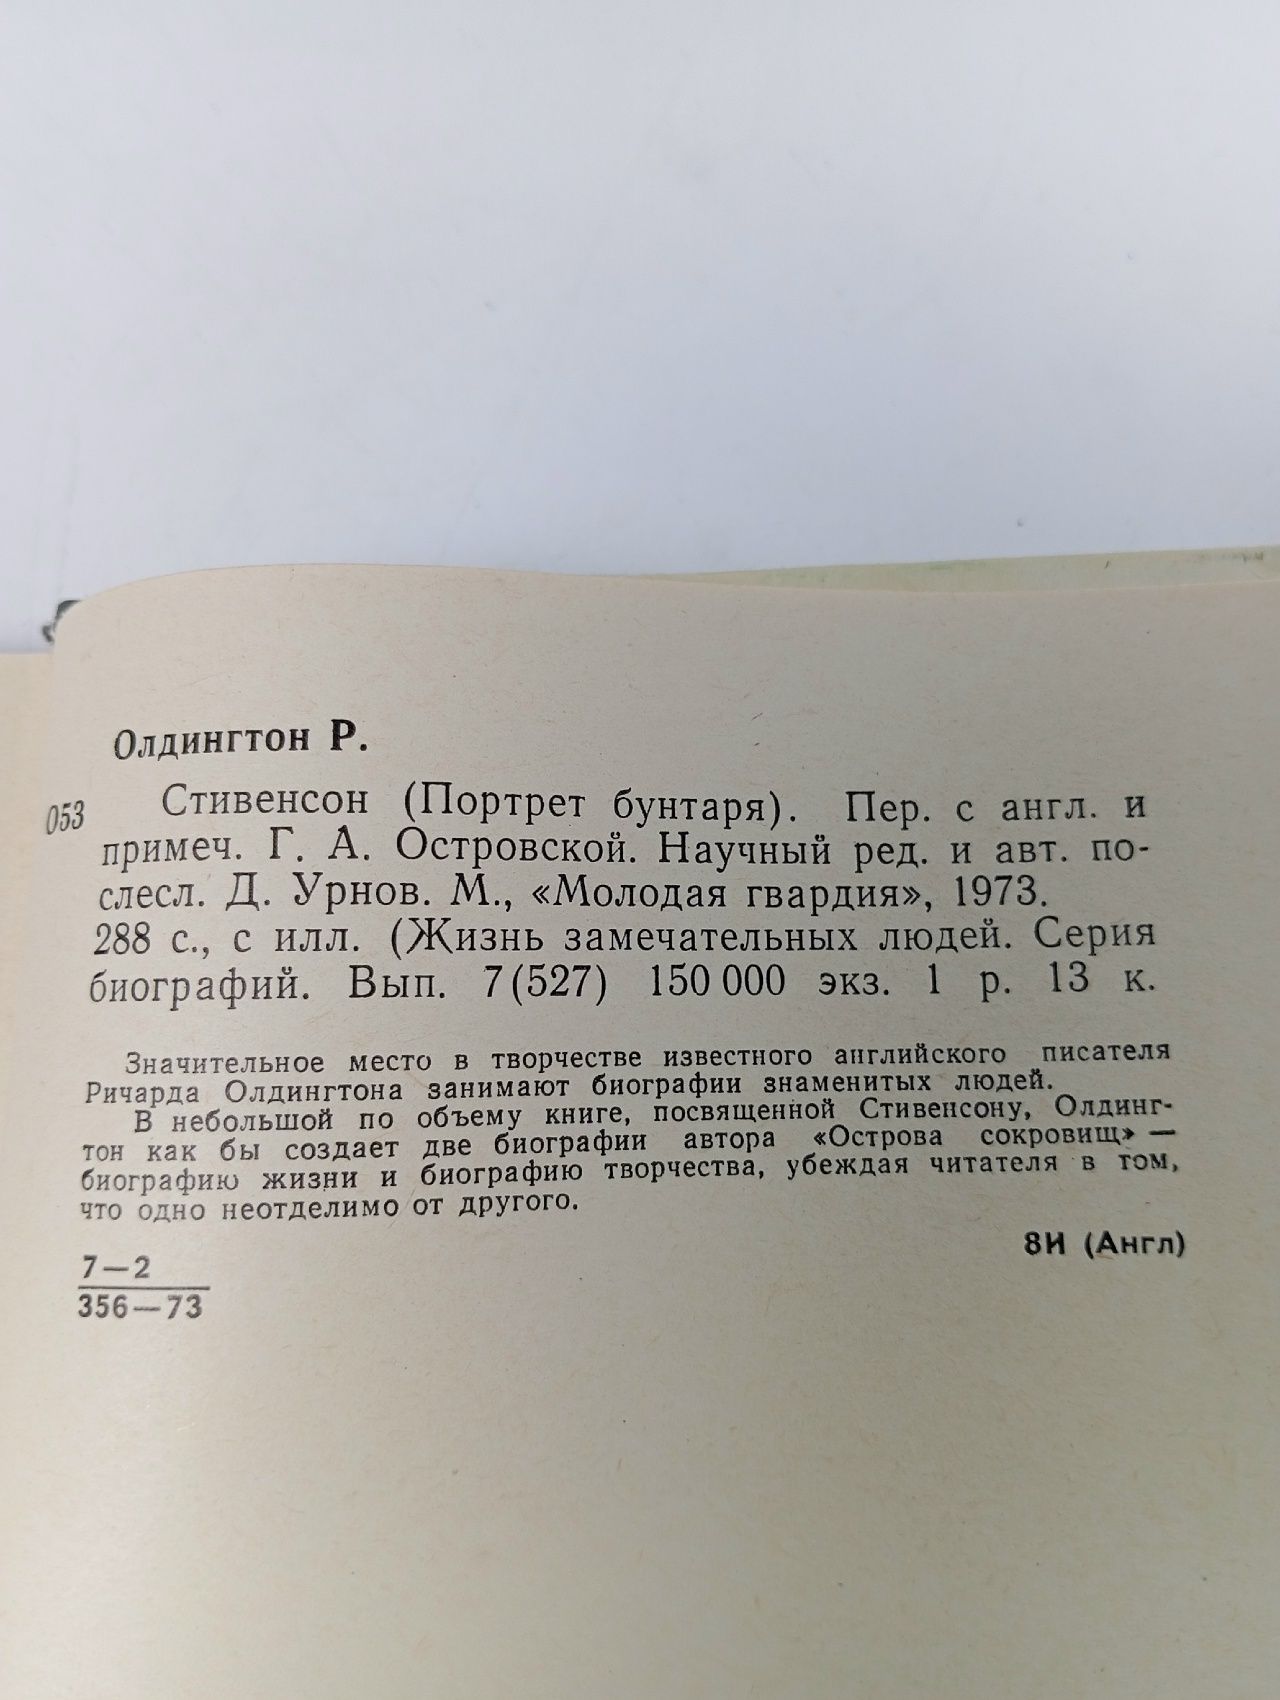 Олдингтон Р.
053 Стивенсон (Портрет бунтаря). Пер. с англ. и
примеч. Г. А. Островской. Научный ред. и авт. по-
слесл. Д. Урнов. М., «Молодая гвардия», 1973.
288 с., с илл. (Жизнь замечательных людей. Серия
биографий. Вып. 7(527) 150 000 экз. 1 р. 13 к.
Значительное место в творчестве известного английского писателя
Ричарда Олдингтона занимают биографии знаменитых людей.
В небольшой по объему книге, посвященной Стивенсону, Олдинг-
тон как бы создает две биографии автора «Острова сокровищ» —
биографию жизни и биографию творчества, убеждая читателя в том,
что одно неотделимо от другого.
7—2
356—73
8И (Англ)